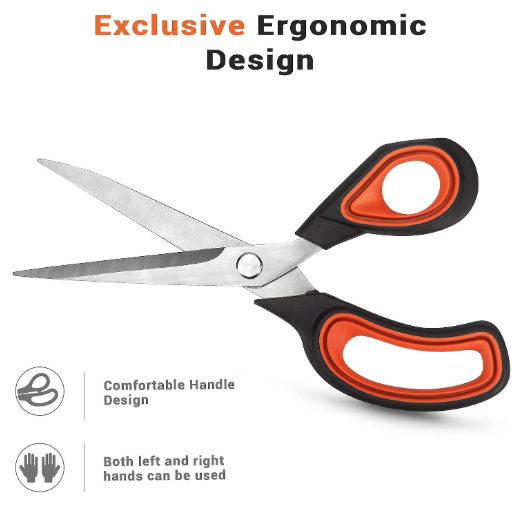 Exclusive Ergonomic
Design
Comfortable Handle
Design
Both left and right
hands can be used